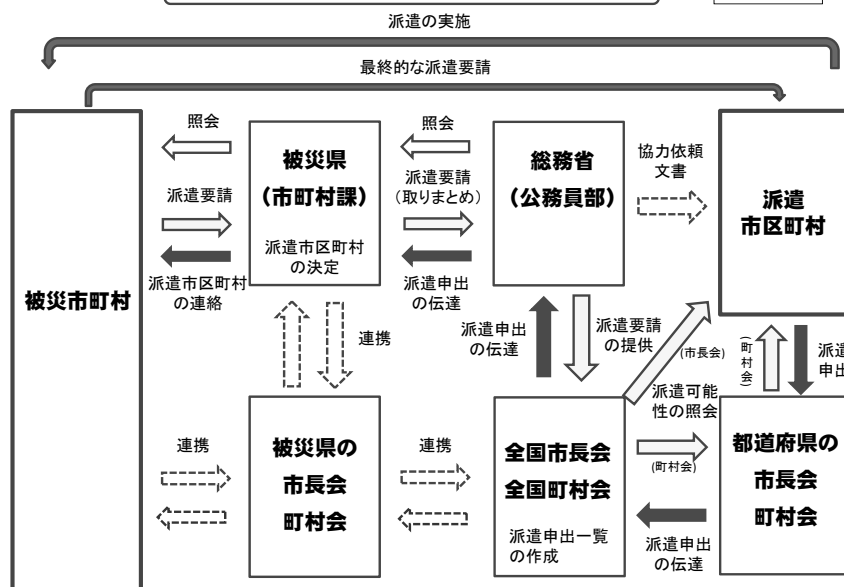 派遣の実施
最終的な派遣要請
照会
照会
被災県
(市町村課)
総務省
(公務員部)
協力依頼
文書
派遣
市区町村
派遣要請
派遣要請
(取りまとめ)
派遣市区町村
の決定
派遣市区町村
の連絡
派遣申出
の伝達
被災市町村
連携
派遣申出
の伝達
派遣要請
の提供
(市長会)
(町村会)
派遣
申出
派遣可能
性の照会
連携
被災県の
市長会
町村会
連携
全国市長会
全国町村会
派遣申出一覧
の作成
(町村会)
都道府県の
市長会
町村会
派遣申出
の伝達